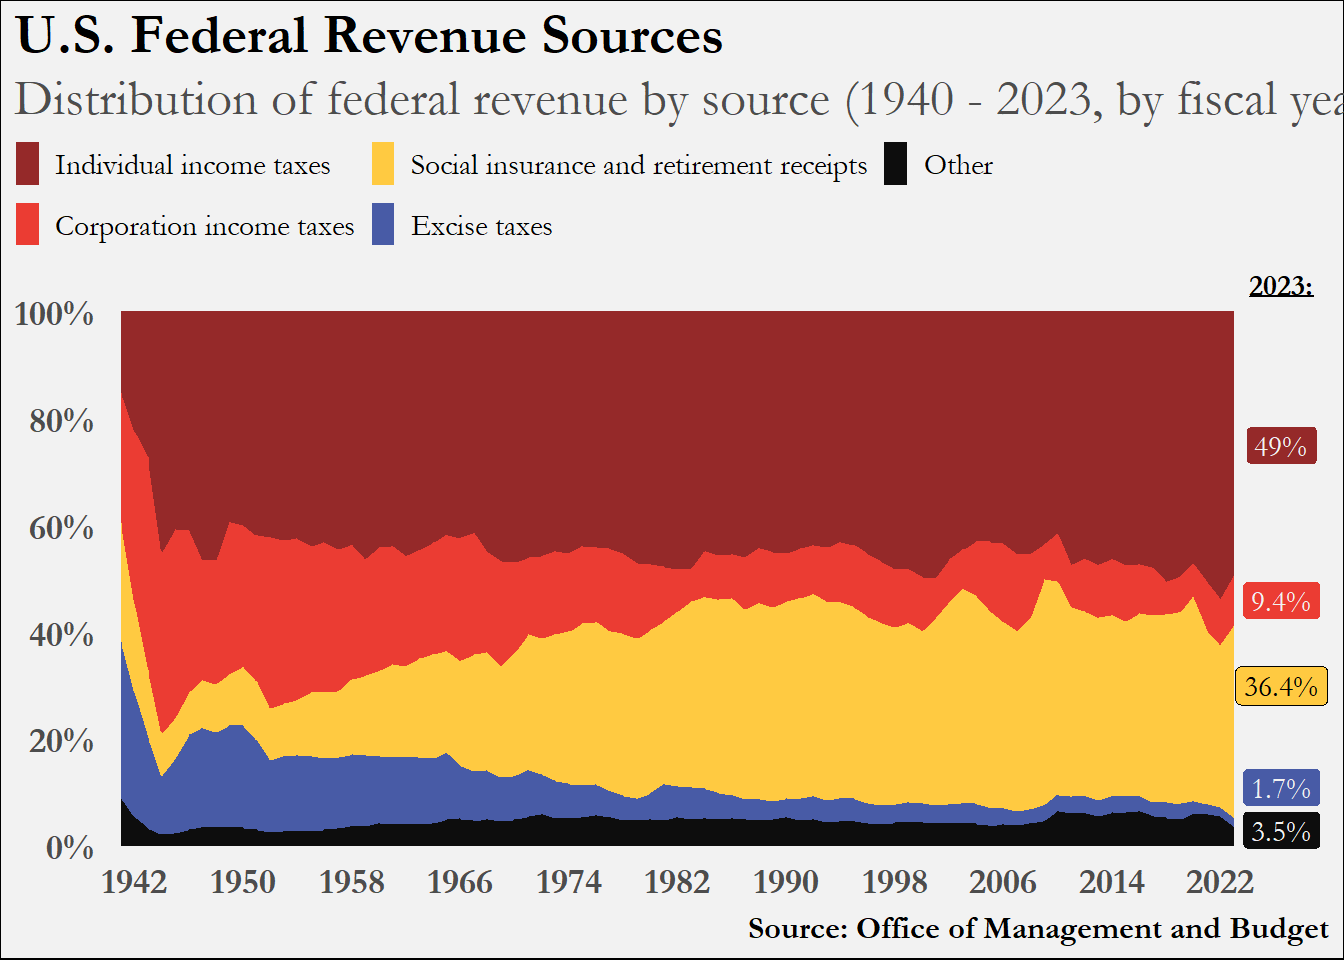 U.S. Federal Revenue Sources
Distribution of federal revenue by source (1940 - 2023, by fiscal yea
Individual income taxes
Social insurance and retirement receipts
Other
Corporation income taxes
Excise taxes
2023:
100%
80%
49%
60%
9.4%
40%
36.4%
20%
1.7%
3.5%
0%
1942 1950 1958 1966 1974 1982 1990 1998 2006 2014 2022
Source: Office of Management and Budget